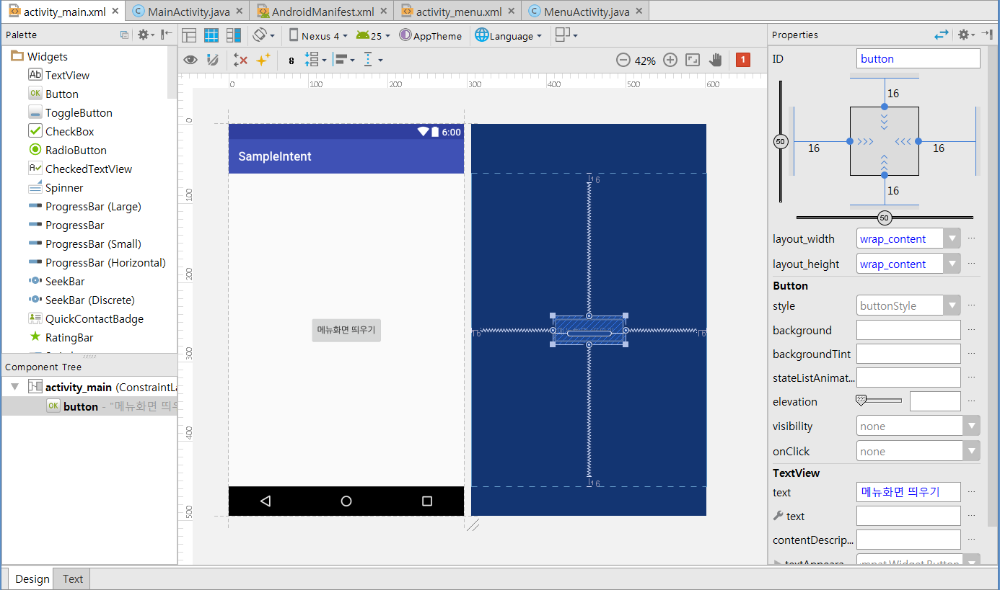 activity_main.xml MainActivity.java AndroidManifest.xml activity_menu.xml MenuActivity.java
Palette
Nexus 4 25 AppTheme Language
Properties
8 42% 1
Widgets
TextView
Button
ToggleButton
CheckBox
RadioButton
CheckedTextView
Spinner
ProgressBar (Large)
ProgressBar
ProgressBar (Small)
ProgressBar (Horizontal)
SeekBar
SeekBar (Discrete)
QuickContactBadge
RatingBar
Component Tree
activity_main (ConstraintLa
OK button - "메뉴화면 띄우
0 100 200 300 400 500 600
0
100
200
300
400
500
6:00
SampleIntent
메뉴화면 띄우기
16
16
16
16
ID button
16
50
16 16
16
50
layout_width wrap_content
layout_height wrap_content
Button
style buttonStyle
background
backgroundTint
stateListAnimat...
elevation
visibility none
onClick none
TextView
text 메뉴화면 띄우기
text
contentDescrip...
Design Text